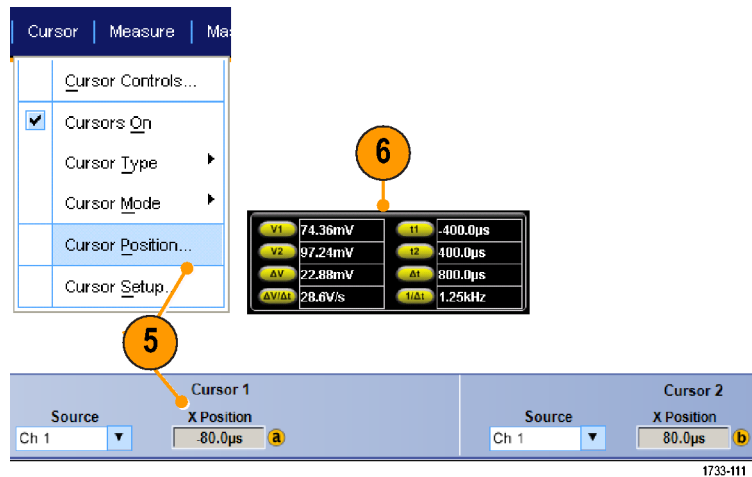 Cursor Measure Ma
Cursor Controls...
Cursors On
Cursor Type
Cursor Mode
Cursor Position...
Cursor Setup...
6
V1 74.36mV t1 -400.0µs
V2 97.24mV t2 400.0µs
ΔV 22.88mV Δt 800.0µs
ΔV/Δt 28.6V/s 1/Δt 1.25kHz
5
Cursor 1 Cursor 2
Source X Position Source X Position
Ch 1 -80.0µs a Ch 1 80.0µs b
1733-111